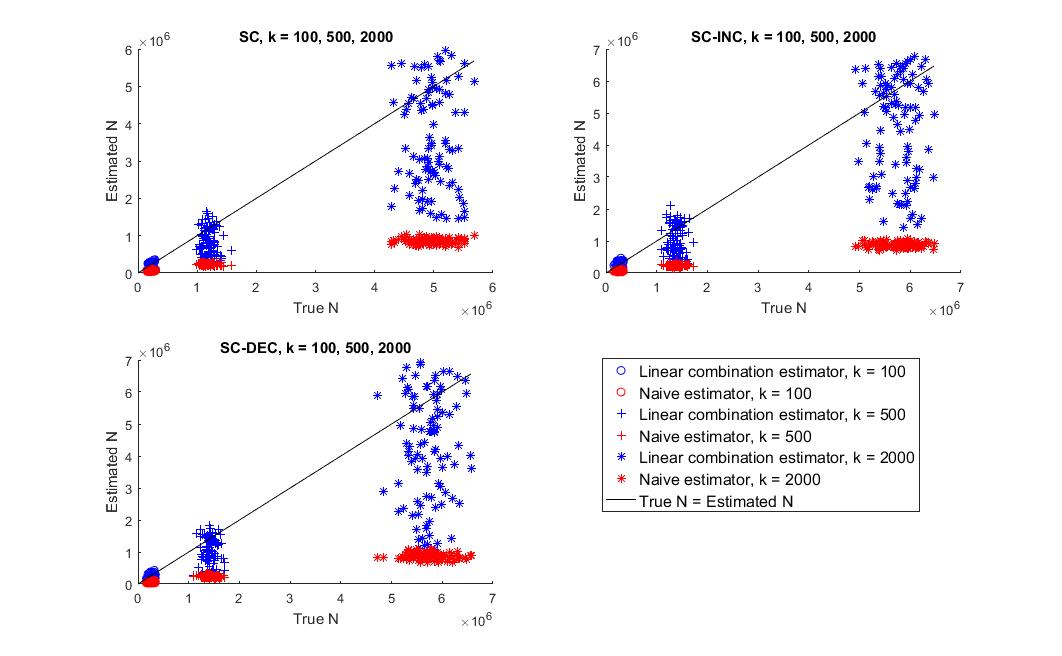 SC, k = 100, 500, 2000
×10^6
6
5
4
3
2
1
0
Estimated N
0 1 2 3 4 5 6
True N
×10^6
SC-INC, k = 100, 500, 2000
×10^6
7
6
5
4
3
2
1
0
Estimated N
0 1 2 3 4 5 6 7
True N
×10^6
SC-DEC, k = 100, 500, 2000
×10^6
7
6
5
4
3
2
1
0
Estimated N
0 1 2 3 4 5 6 7
True N
×10^6
Linear combination estimator, k = 100
Naive estimator, k = 100
Linear combination estimator, k = 500
Naive estimator, k = 500
Linear combination estimator, k = 2000
Naive estimator, k = 2000
True N = Estimated N